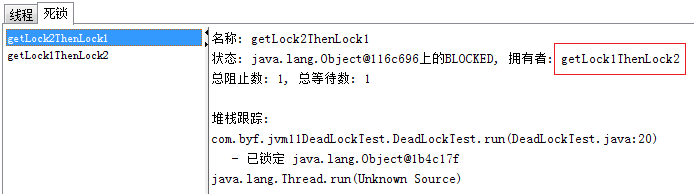 线程 死锁
getLock2ThenLock1
getLock1ThenLock2
名称: getLock2ThenLock1
状态: java.lang.Object@116c696上的BLOCKED, 拥有者: getLock1ThenLock2
总阻止数: 1, 总等待数: 1
堆栈跟踪:
com.byf.jvm11DeadLockTest.DeadLockTest.run(DeadLockTest.java:20)
- 已锁定 java.lang.Object@1b4c17f
java.lang.Thread.run(Unknown Source)